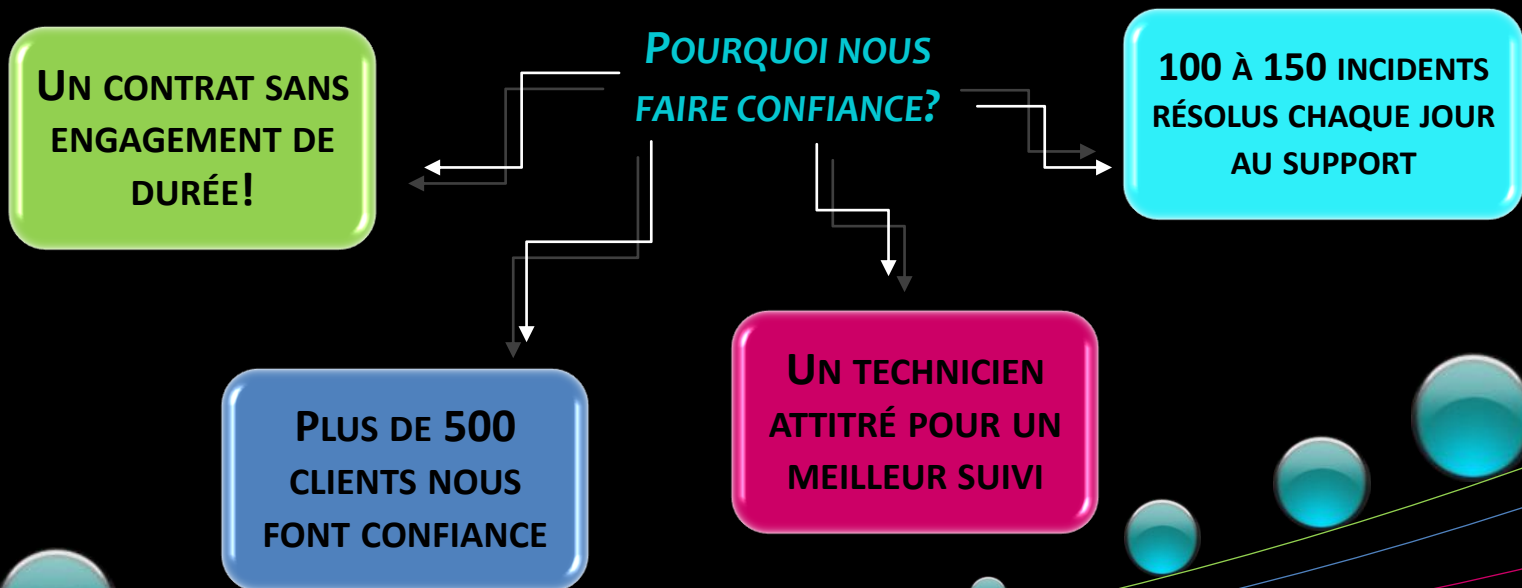 POURQUOI NOUS
FAIRE CONFIANCE?
UN CONTRAT SANS
ENGAGEMENT DE
DURÉE!
100 À 150 INCIDENTS
RÉSOLUS CHAQUE JOUR
AU SUPPORT
PLUS DE 500
CLIENTS NOUS
FONT CONFIANCE
UN TECHNICIEN
ATTITRÉ POUR UN
MEILLEUR SUIVI